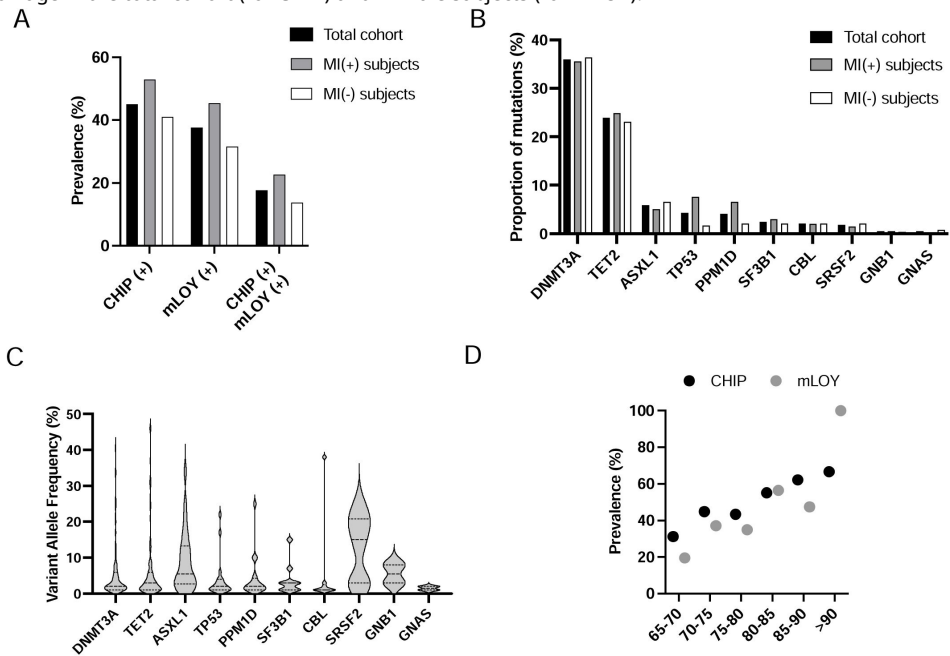 A
Total cohort
MI(+) subjects
MI(-) subjects
Prevalence (%)
60
40
20
0
CHIP (+)
mLOY (+)
CHIP (+)
mLOY (+)
B
Total cohort
MI(+) subjects
MI(-) subjects
Proportion of mutations (%)
40
30
20
10
0
DNMT3A
TET2
ASXL1
TP53
PPM1D
SF3B1
CBL
SRSF2
GNB1
GNAS
C
Variant Allele Frequency (%)
50
40
30
20
10
0
DNMT3A
TET2
ASXL1
TP53
PPM1D
SF3B1
CBL
SRSF2
GNB1
GNAS
D
CHIP
mLOY
Prevalence (%)
100
80
60
40
20
0
65-70
70-75
75-80
80-85
85-90
>90